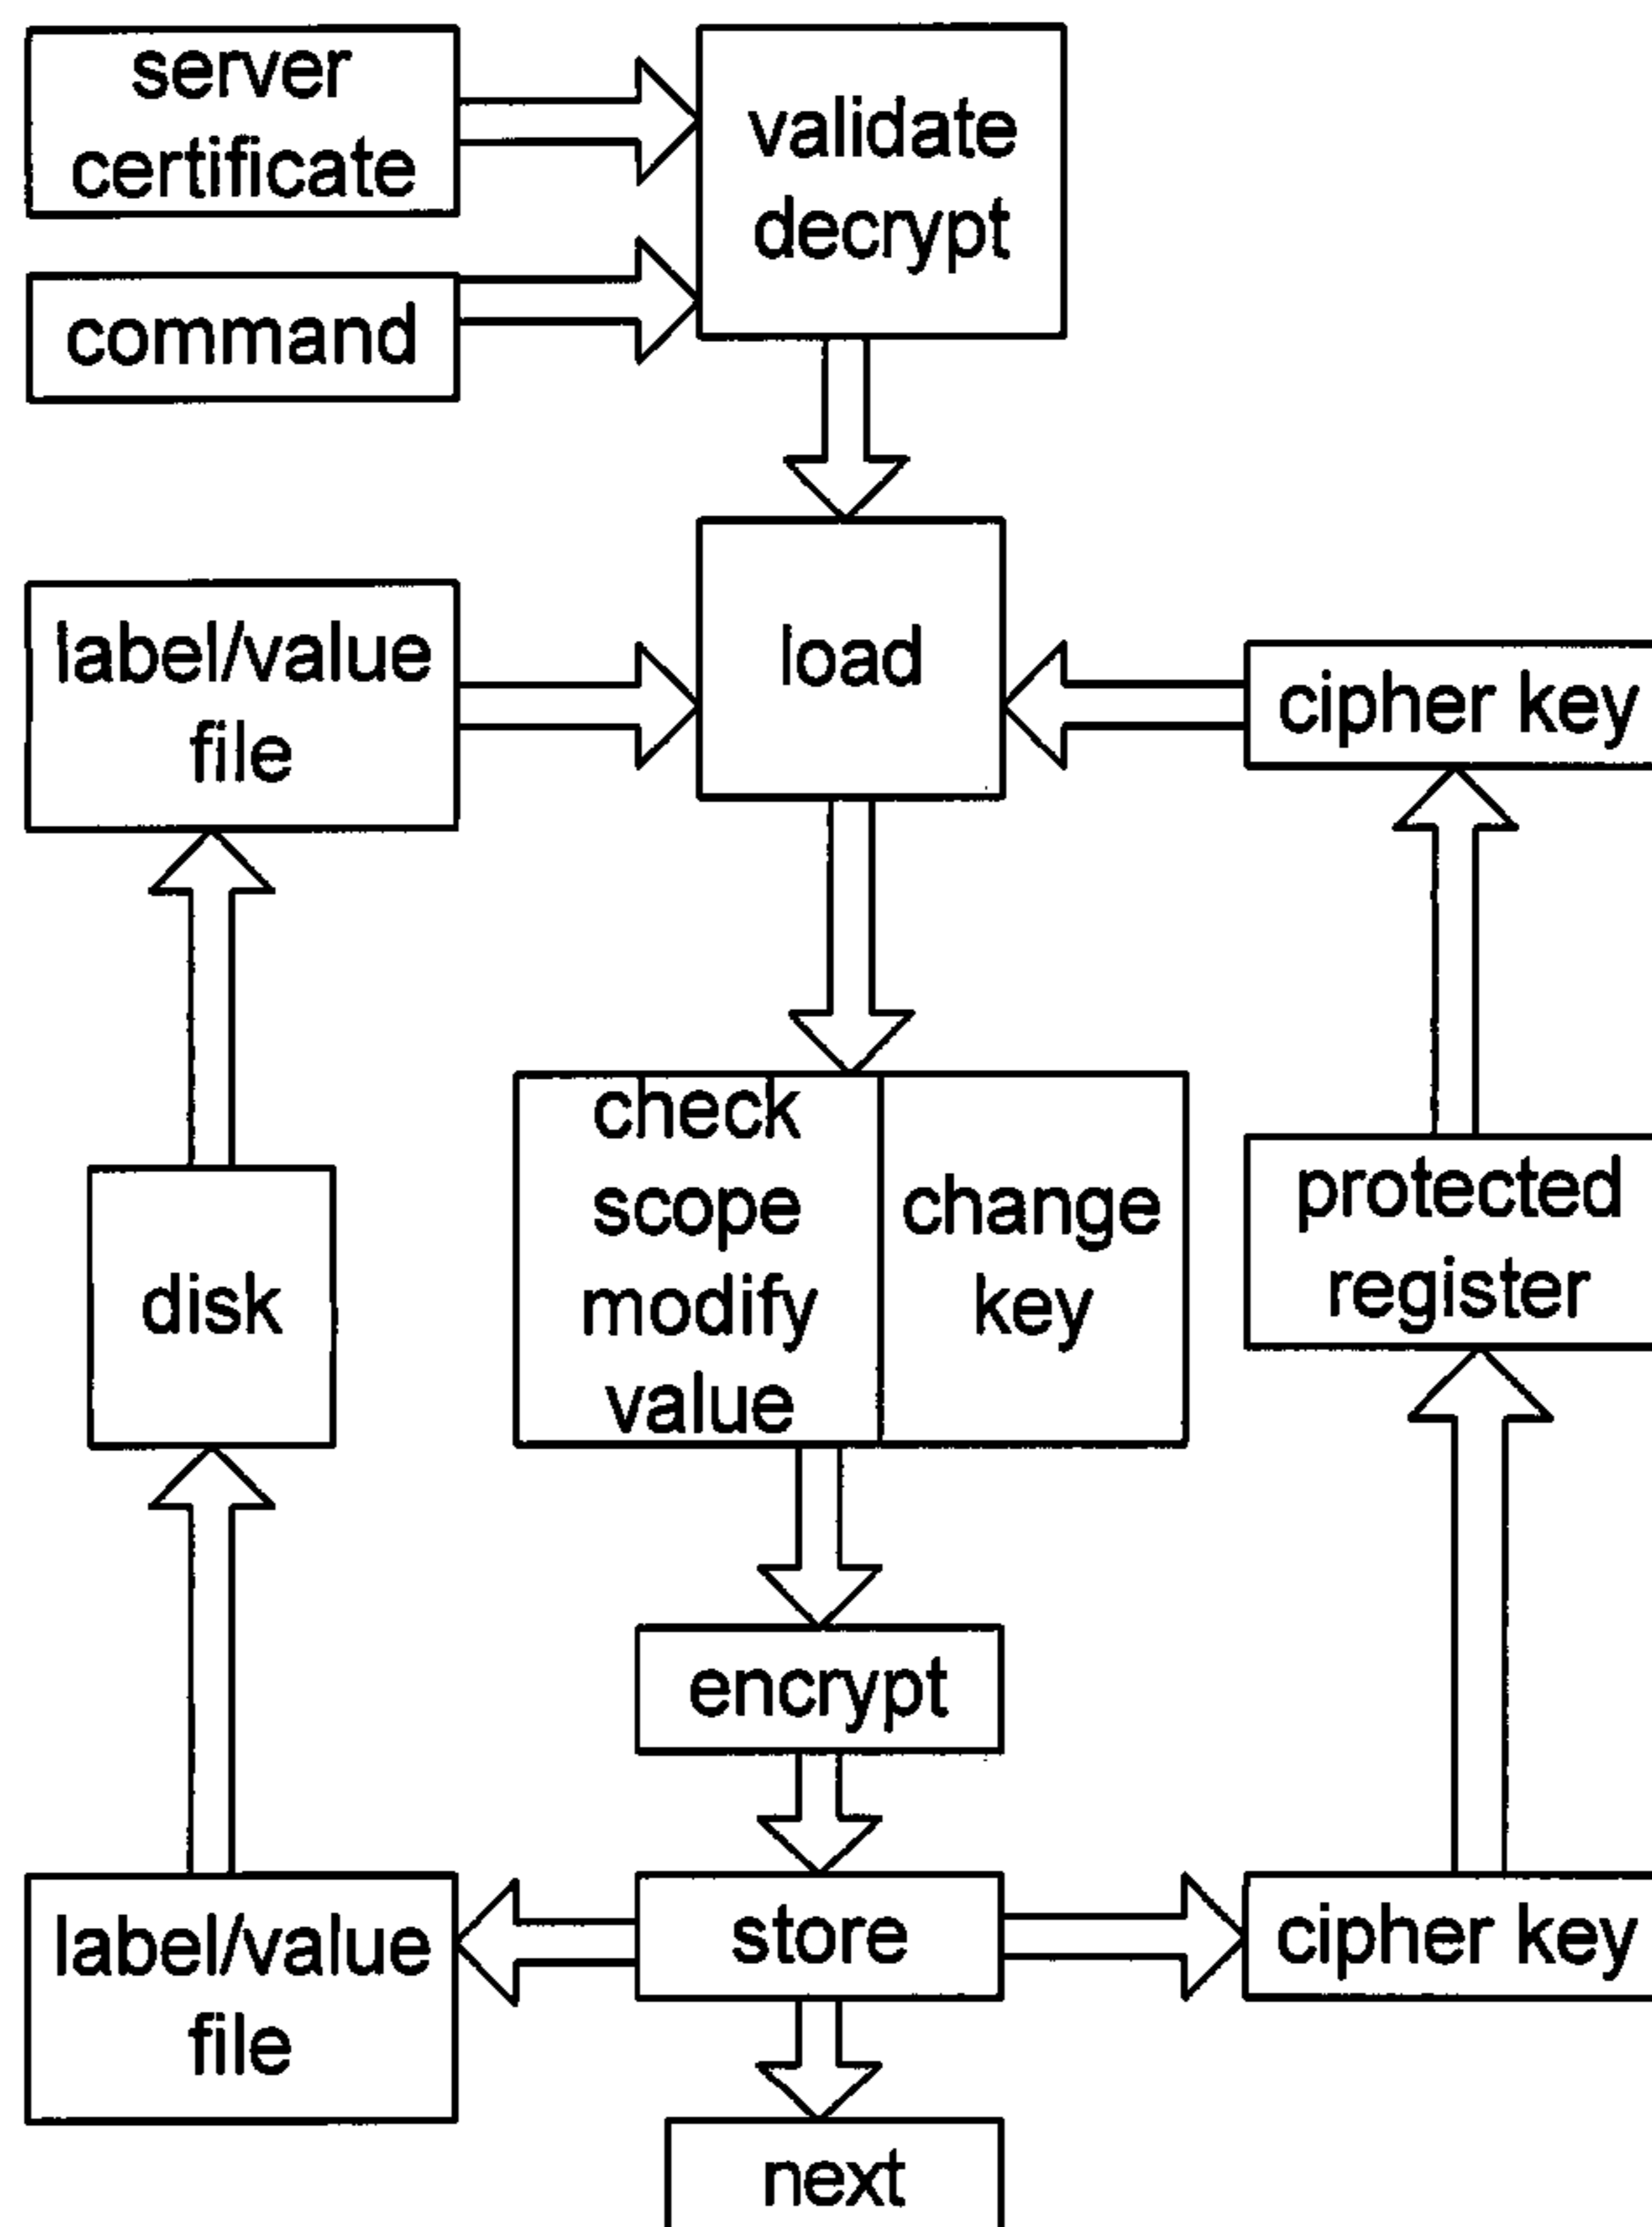 server
certificate
validate
decrypt
command
label/value
file
load
cipher key
check
scope
modify
value
change
key
protected
register
disk
encrypt
label/value
file
store
cipher key
next